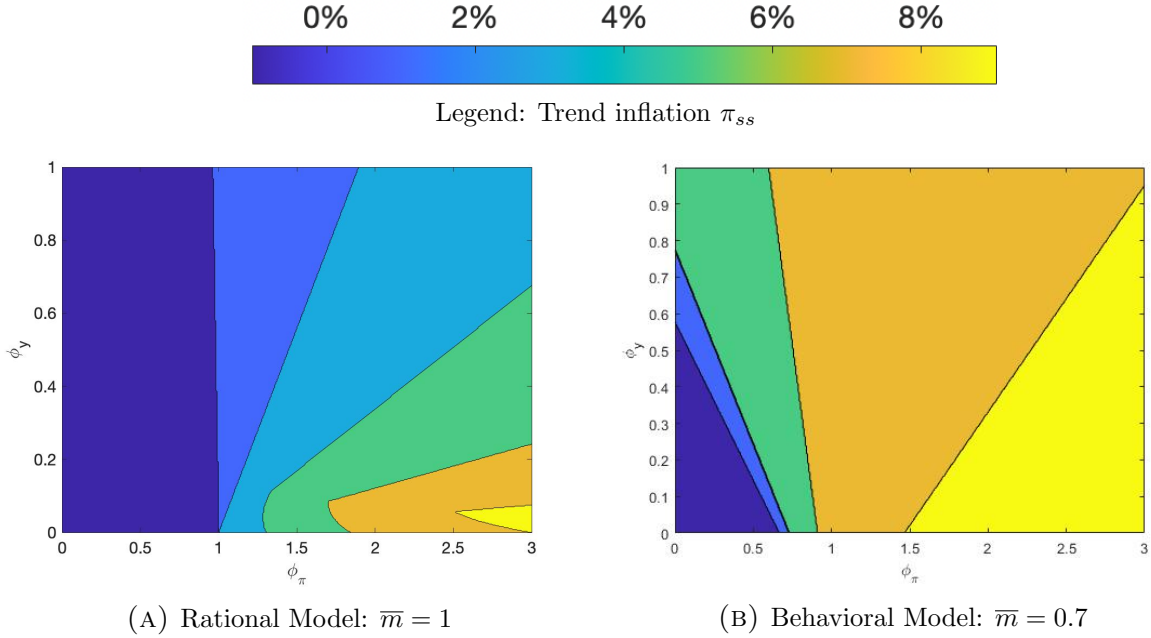 0% 2% 4% 6% 8%
Legend: Trend inflation π_ss
1
0.8
0.6
0.4
0.2
0
ϕ_y
0 0.5 1 1.5 2 2.5 3
ϕ_π
(A) Rational Model: m̅ = 1
1
0.9
0.8
0.7
0.6
0.5
0.4
0.3
0.2
0.1
0
ϕ_y
0 0.5 1 1.5 2 2.5 3
ϕ_π
(B) Behavioral Model: m̅ = 0.7